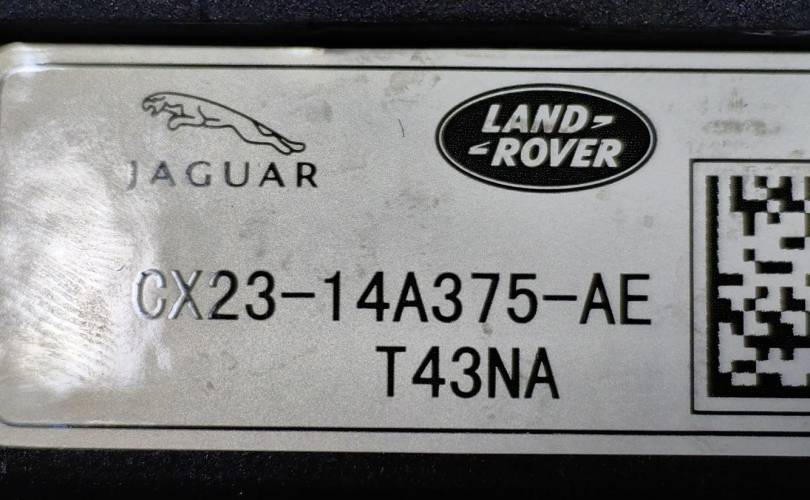 JAGUAR
LAND-
-ROVER
CX23-14A375-AE
T43NA